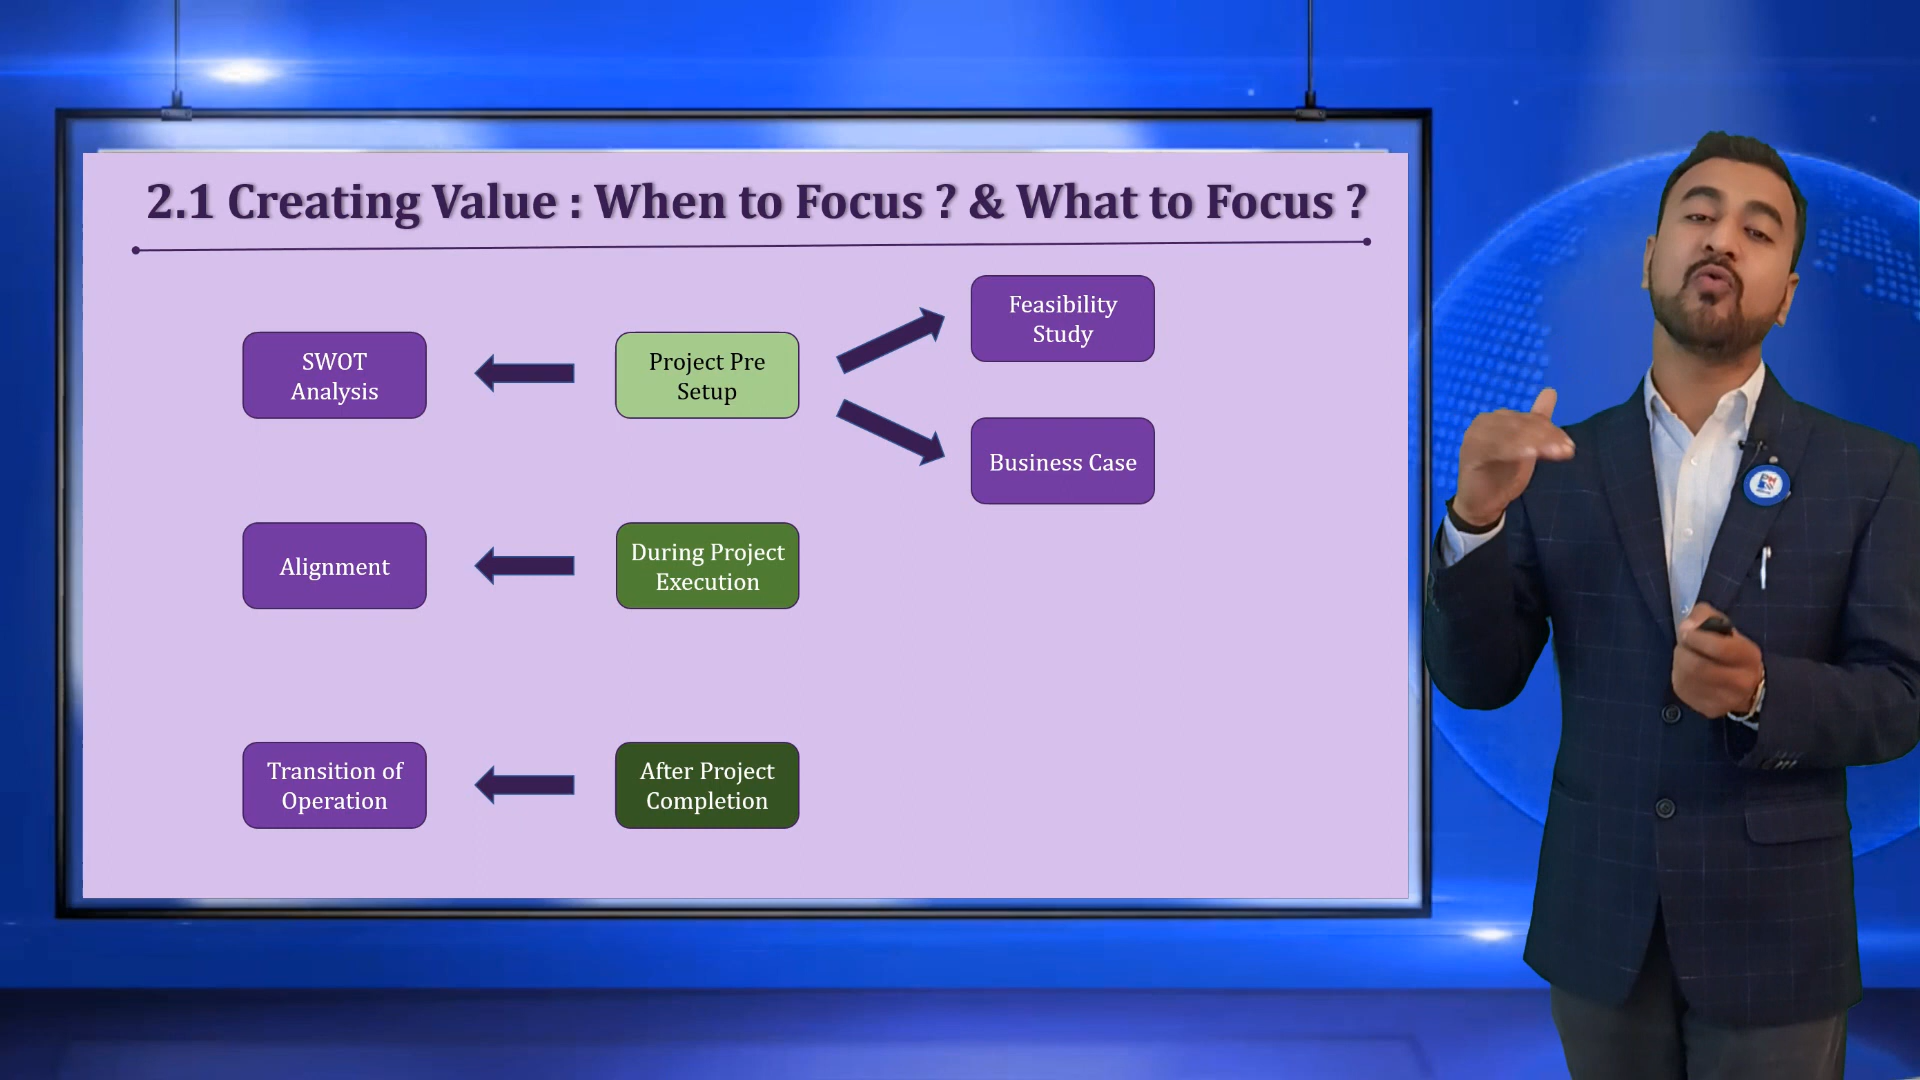 2.1 Creating Value : When to Focus ? & What to Focus ?
SWOT
Analysis
Project Pre
Setup
Feasibility
Study
Business Case
Alignment
During Project
Execution
Transition of
Operation
After Project
Completion